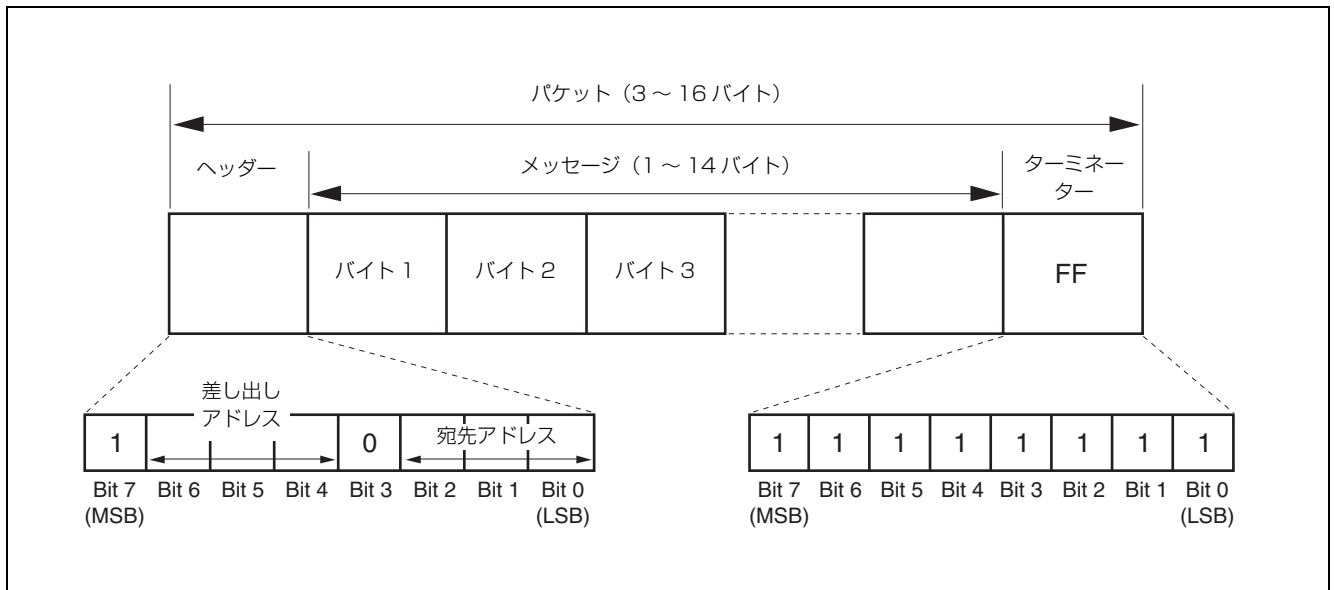 パケット（3～16バイト）
ヘッダー
メッセージ（1～14バイト）
ターミネー
ター
バイト1
バイト2
バイト3
FF
差し出し
アドレス
1
0
宛先アドレス
Bit 7 Bit 6 Bit 5 Bit 4 Bit 3 Bit 2 Bit 1 Bit 0
(MSB) (LSB)
1 1 1 1 1 1 1 1
Bit 7 Bit 6 Bit 5 Bit 4 Bit 3 Bit 2 Bit 1 Bit 0
(MSB) (LSB)